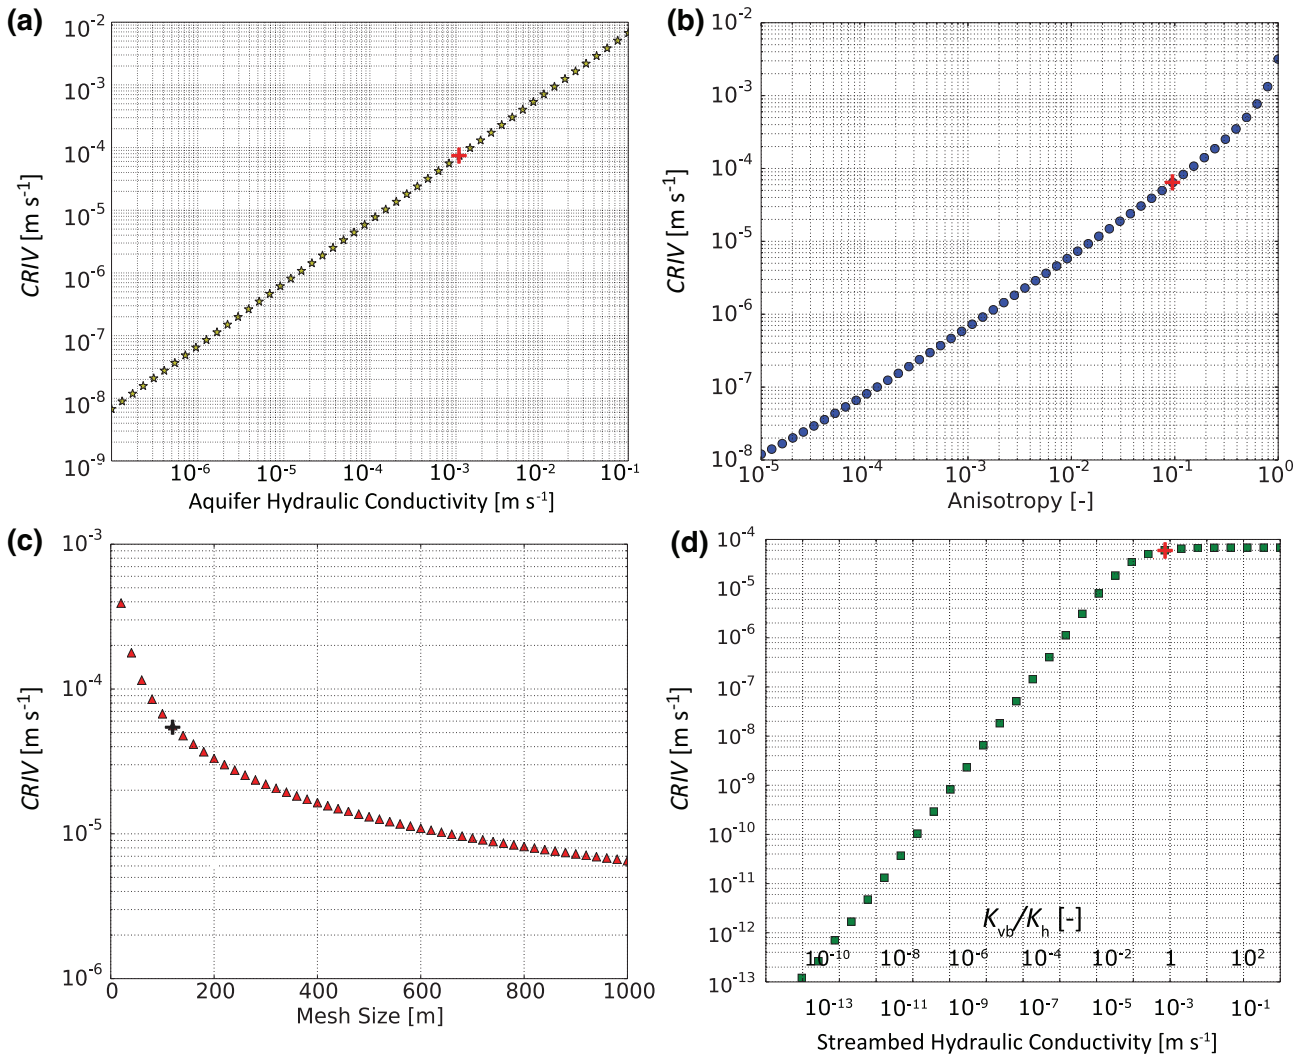 (a)
10⁻²
10⁻³
10⁻⁴
10⁻⁵
10⁻⁶
10⁻⁷
10⁻⁸
10⁻⁹
CRIV [m s⁻¹]
10⁻⁶ 10⁻⁵ 10⁻⁴ 10⁻³ 10⁻² 10⁻¹
Aquifer Hydraulic Conductivity [m s⁻¹]
(b)
10⁻²
10⁻³
10⁻⁴
10⁻⁵
10⁻⁶
10⁻⁷
10⁻⁸
CRIV [m s⁻¹]
10⁻⁵ 10⁻⁴ 10⁻³ 10⁻² 10⁻¹ 10⁰
Anisotropy [-]
(c)
10⁻³
10⁻⁴
10⁻⁵
10⁻⁶
CRIV [m s⁻¹]
0 200 400 600 800 1000
Mesh Size [m]
(d)
10⁻⁴
10⁻⁵
10⁻⁶
10⁻⁷
10⁻⁸
10⁻⁹
10⁻¹⁰
10⁻¹¹
10⁻¹²
10⁻¹³
CRIV [m s⁻¹]
K_vb/K_h [-]
10⁻¹⁰ 10⁻⁸ 10⁻⁶ 10⁻⁴ 10⁻² 1 10²
10⁻¹³ 10⁻¹¹ 10⁻⁹ 10⁻⁷ 10⁻⁵ 10⁻³ 10⁻¹
Streambed Hydraulic Conductivity [m s⁻¹]